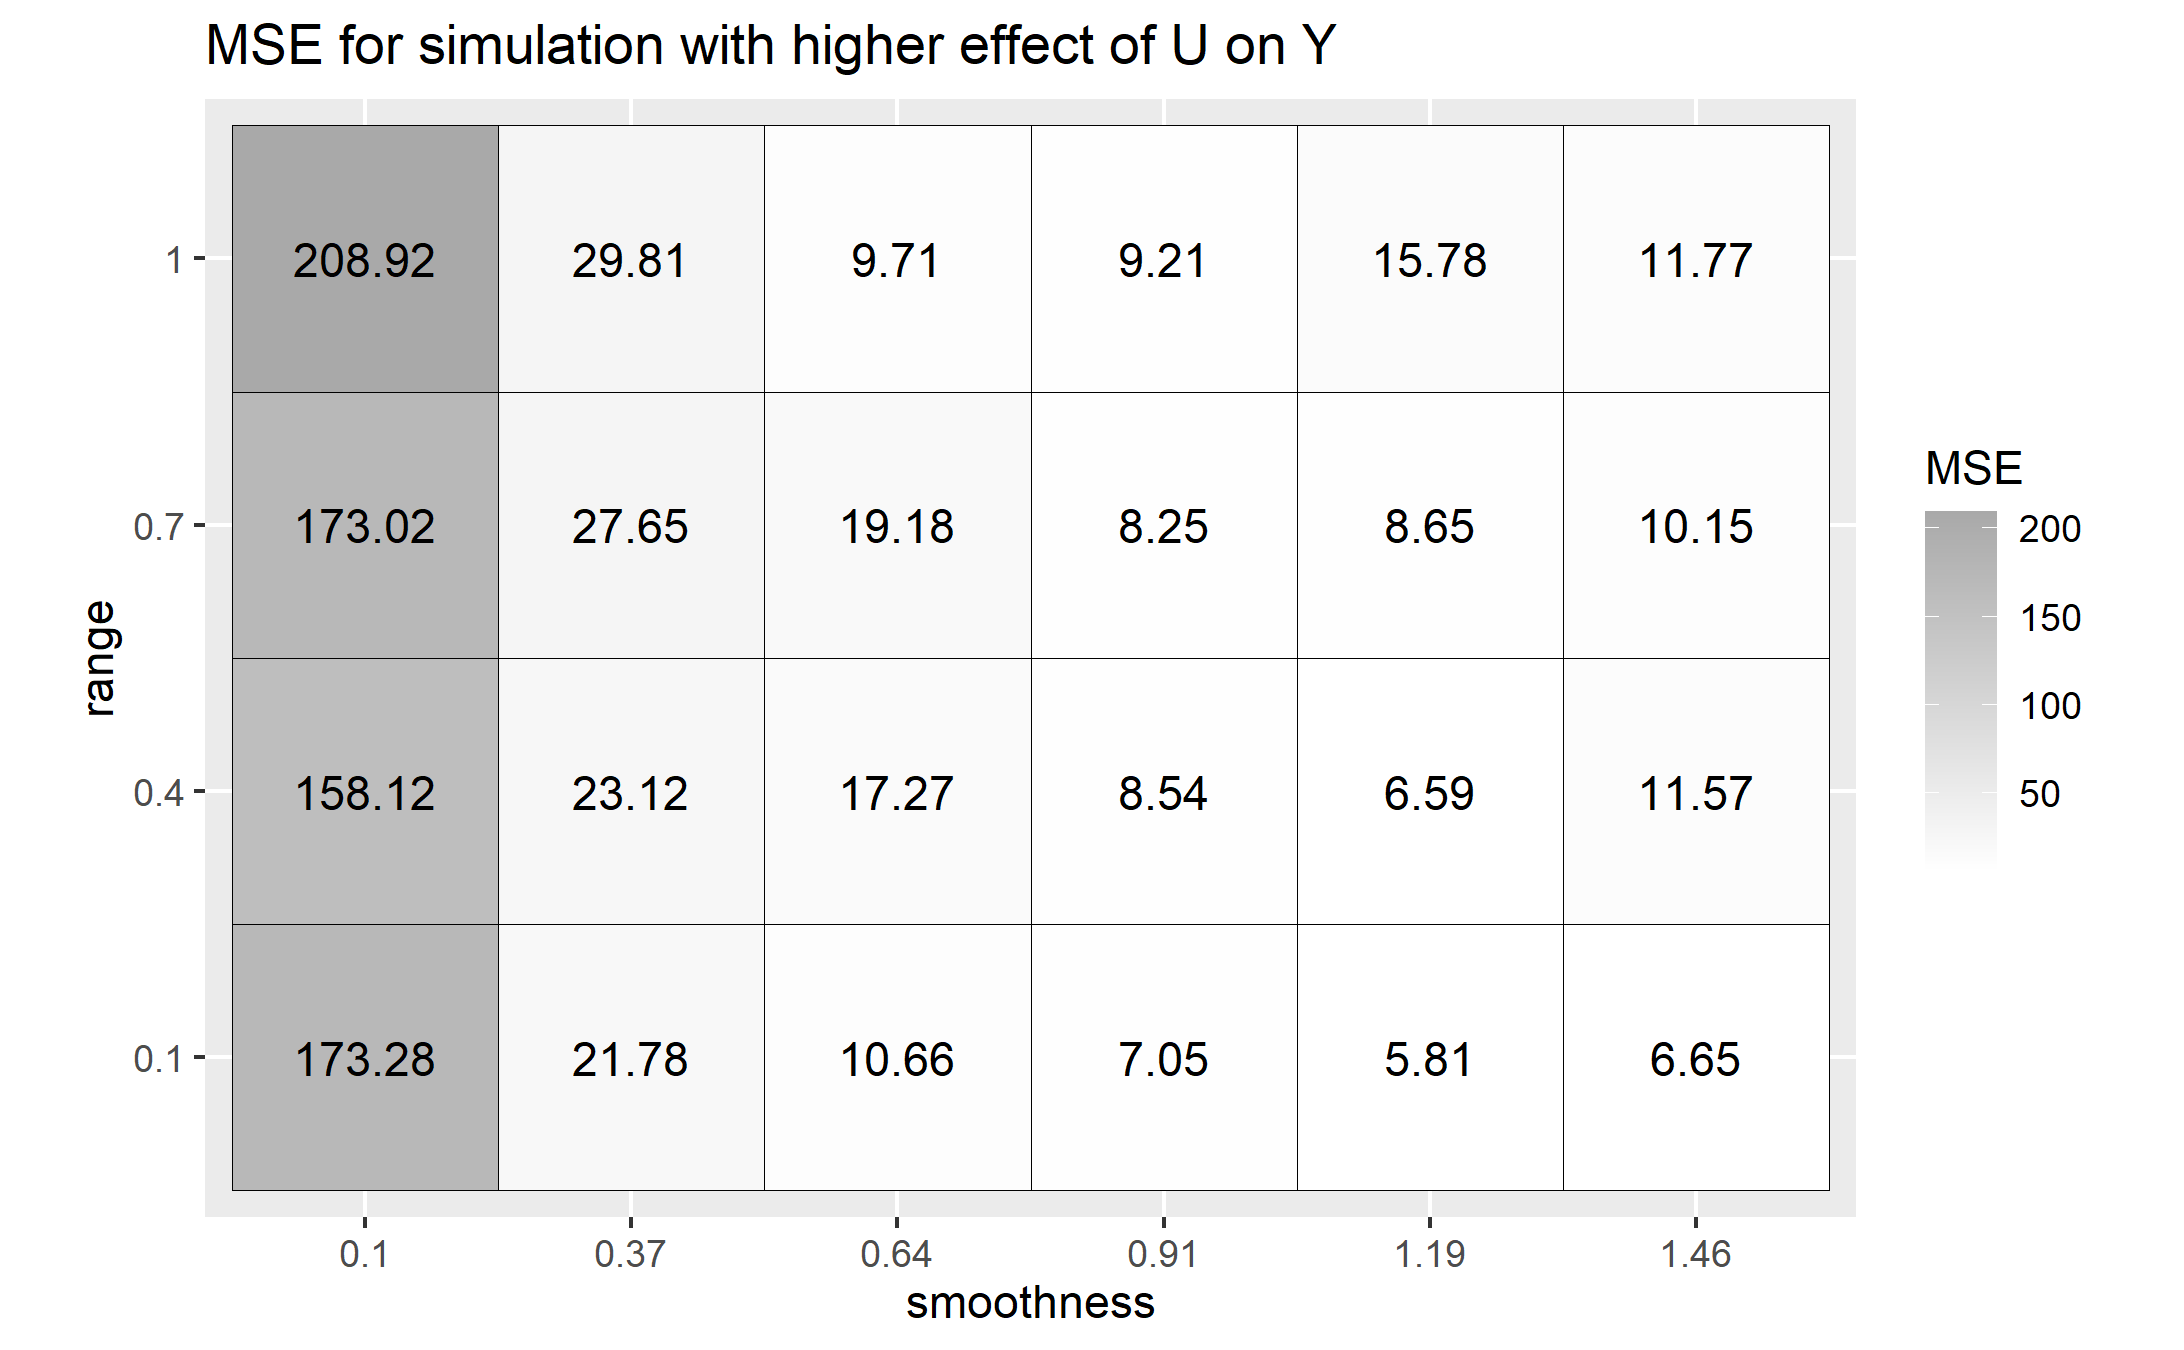 MSE for simulation with higher effect of U on Y
1
208.92 29.81 9.71 9.21 15.78 11.77
0.7
173.02 27.65 19.18 8.25 8.65 10.15
0.4
158.12 23.12 17.27 8.54 6.59 11.57
0.1
173.28 21.78 10.66 7.05 5.81 6.65
range
0.1 0.37 0.64 0.91 1.19 1.46
smoothness
MSE
200
150
100
50